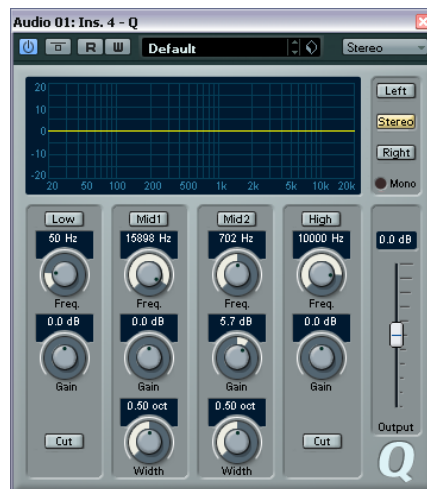 Audio 01: Ins. 4 - Q
R W Default Stereo
20
10
0
-10
-20
20 50 100 200 500 1k 2k 5k 10k 20k
Left
Stereo
Right
Mono
Low Mid1 Mid2 High
50 Hz 15898 Hz 702 Hz 10000 Hz 0.0 dB
Freq. Freq. Freq. Freq.
0.0 dB 0.0 dB 5.7 dB 0.0 dB
Gain Gain Gain Gain
0.50 oct 0.50 oct
Cut Cut
Output
Width Width
Q